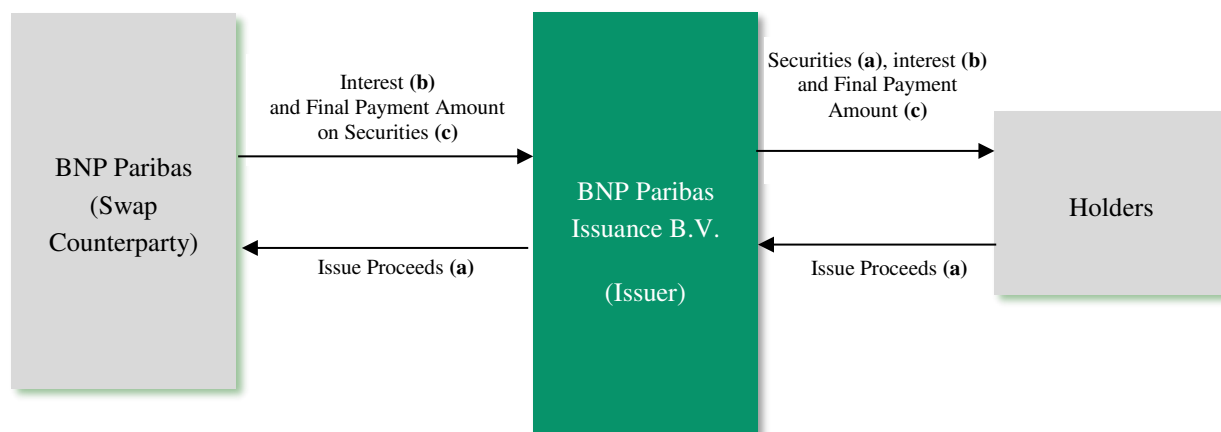 BNP Paribas
(Swap
Counterparty)
Interest (b)
and Final Payment Amount
on Securities (c)
Issue Proceeds (a)
BNP Paribas
Issuance B.V.
(Issuer)
Securities (a), interest (b)
and Final Payment
Amount (c)
Issue Proceeds (a)
Holders